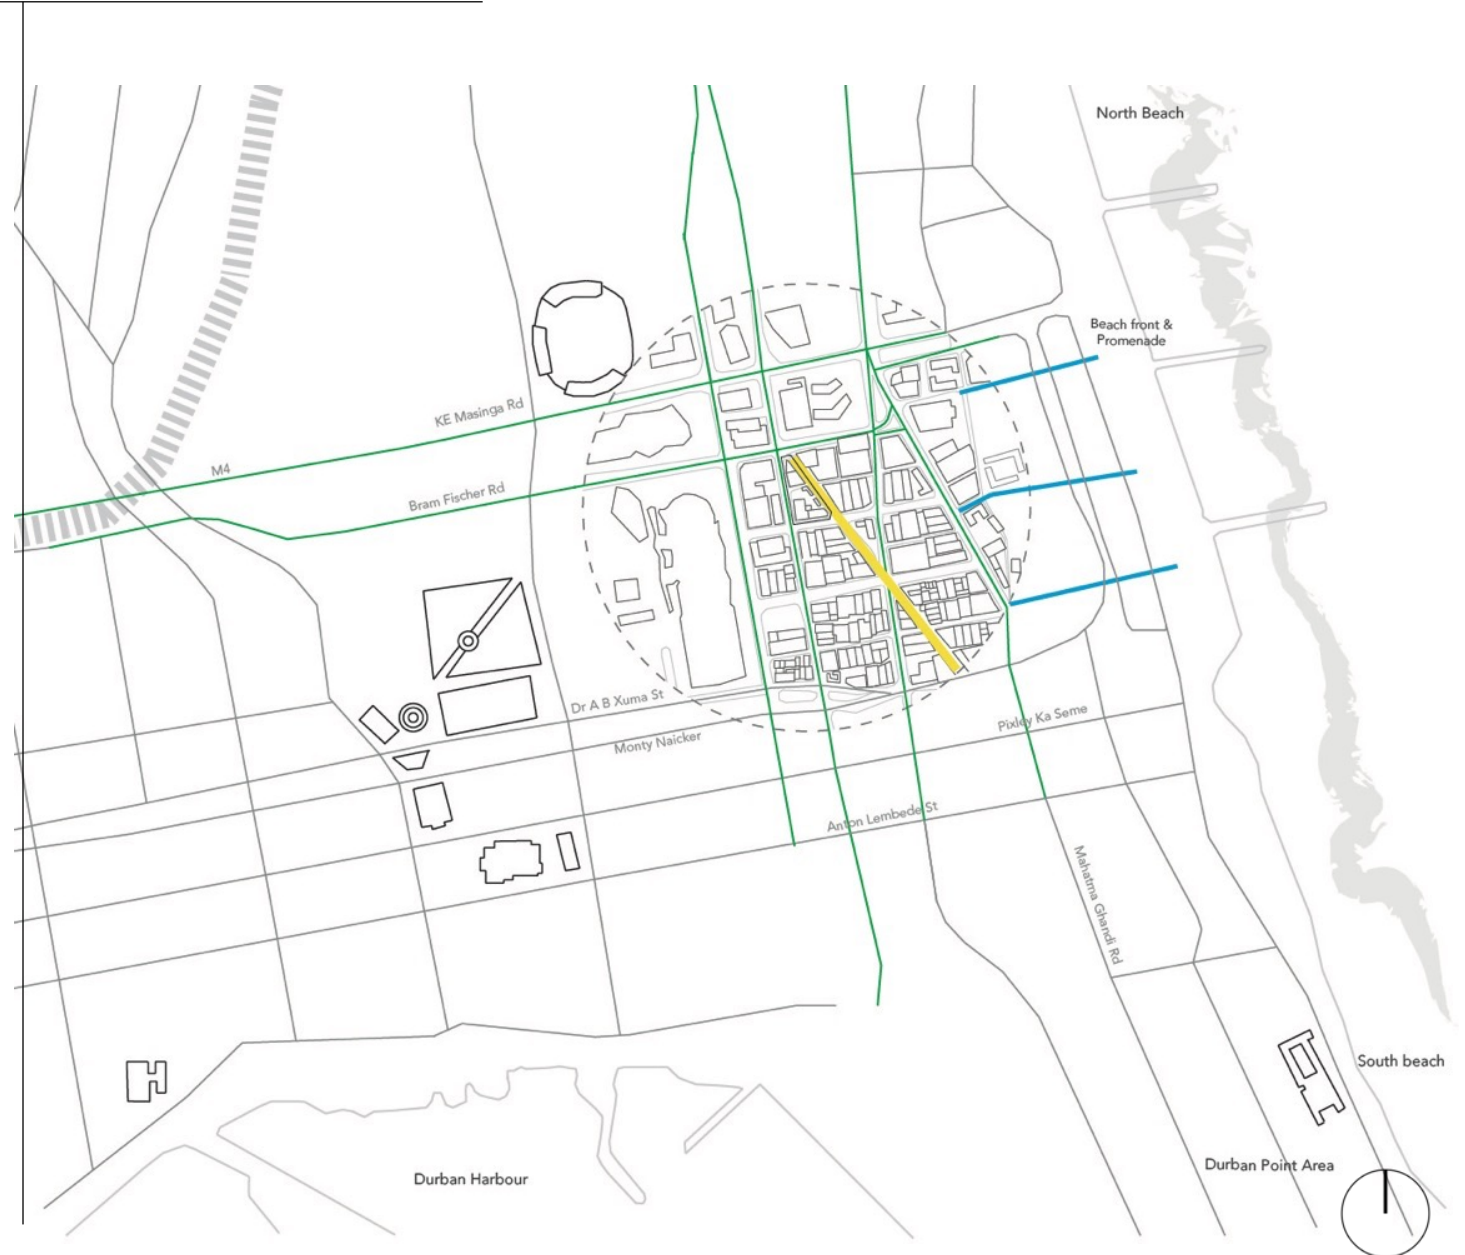 North Beach
Beach front &
Promenade
KE Masinga Rd
M4
Bram Fischer Rd
Dr A B Xuma St
Monty Naicker
Pixley Ka Seme
Anton Lembede St
Mahatma Ghandi Rd
South beach
Durban Point Area
Durban Harbour